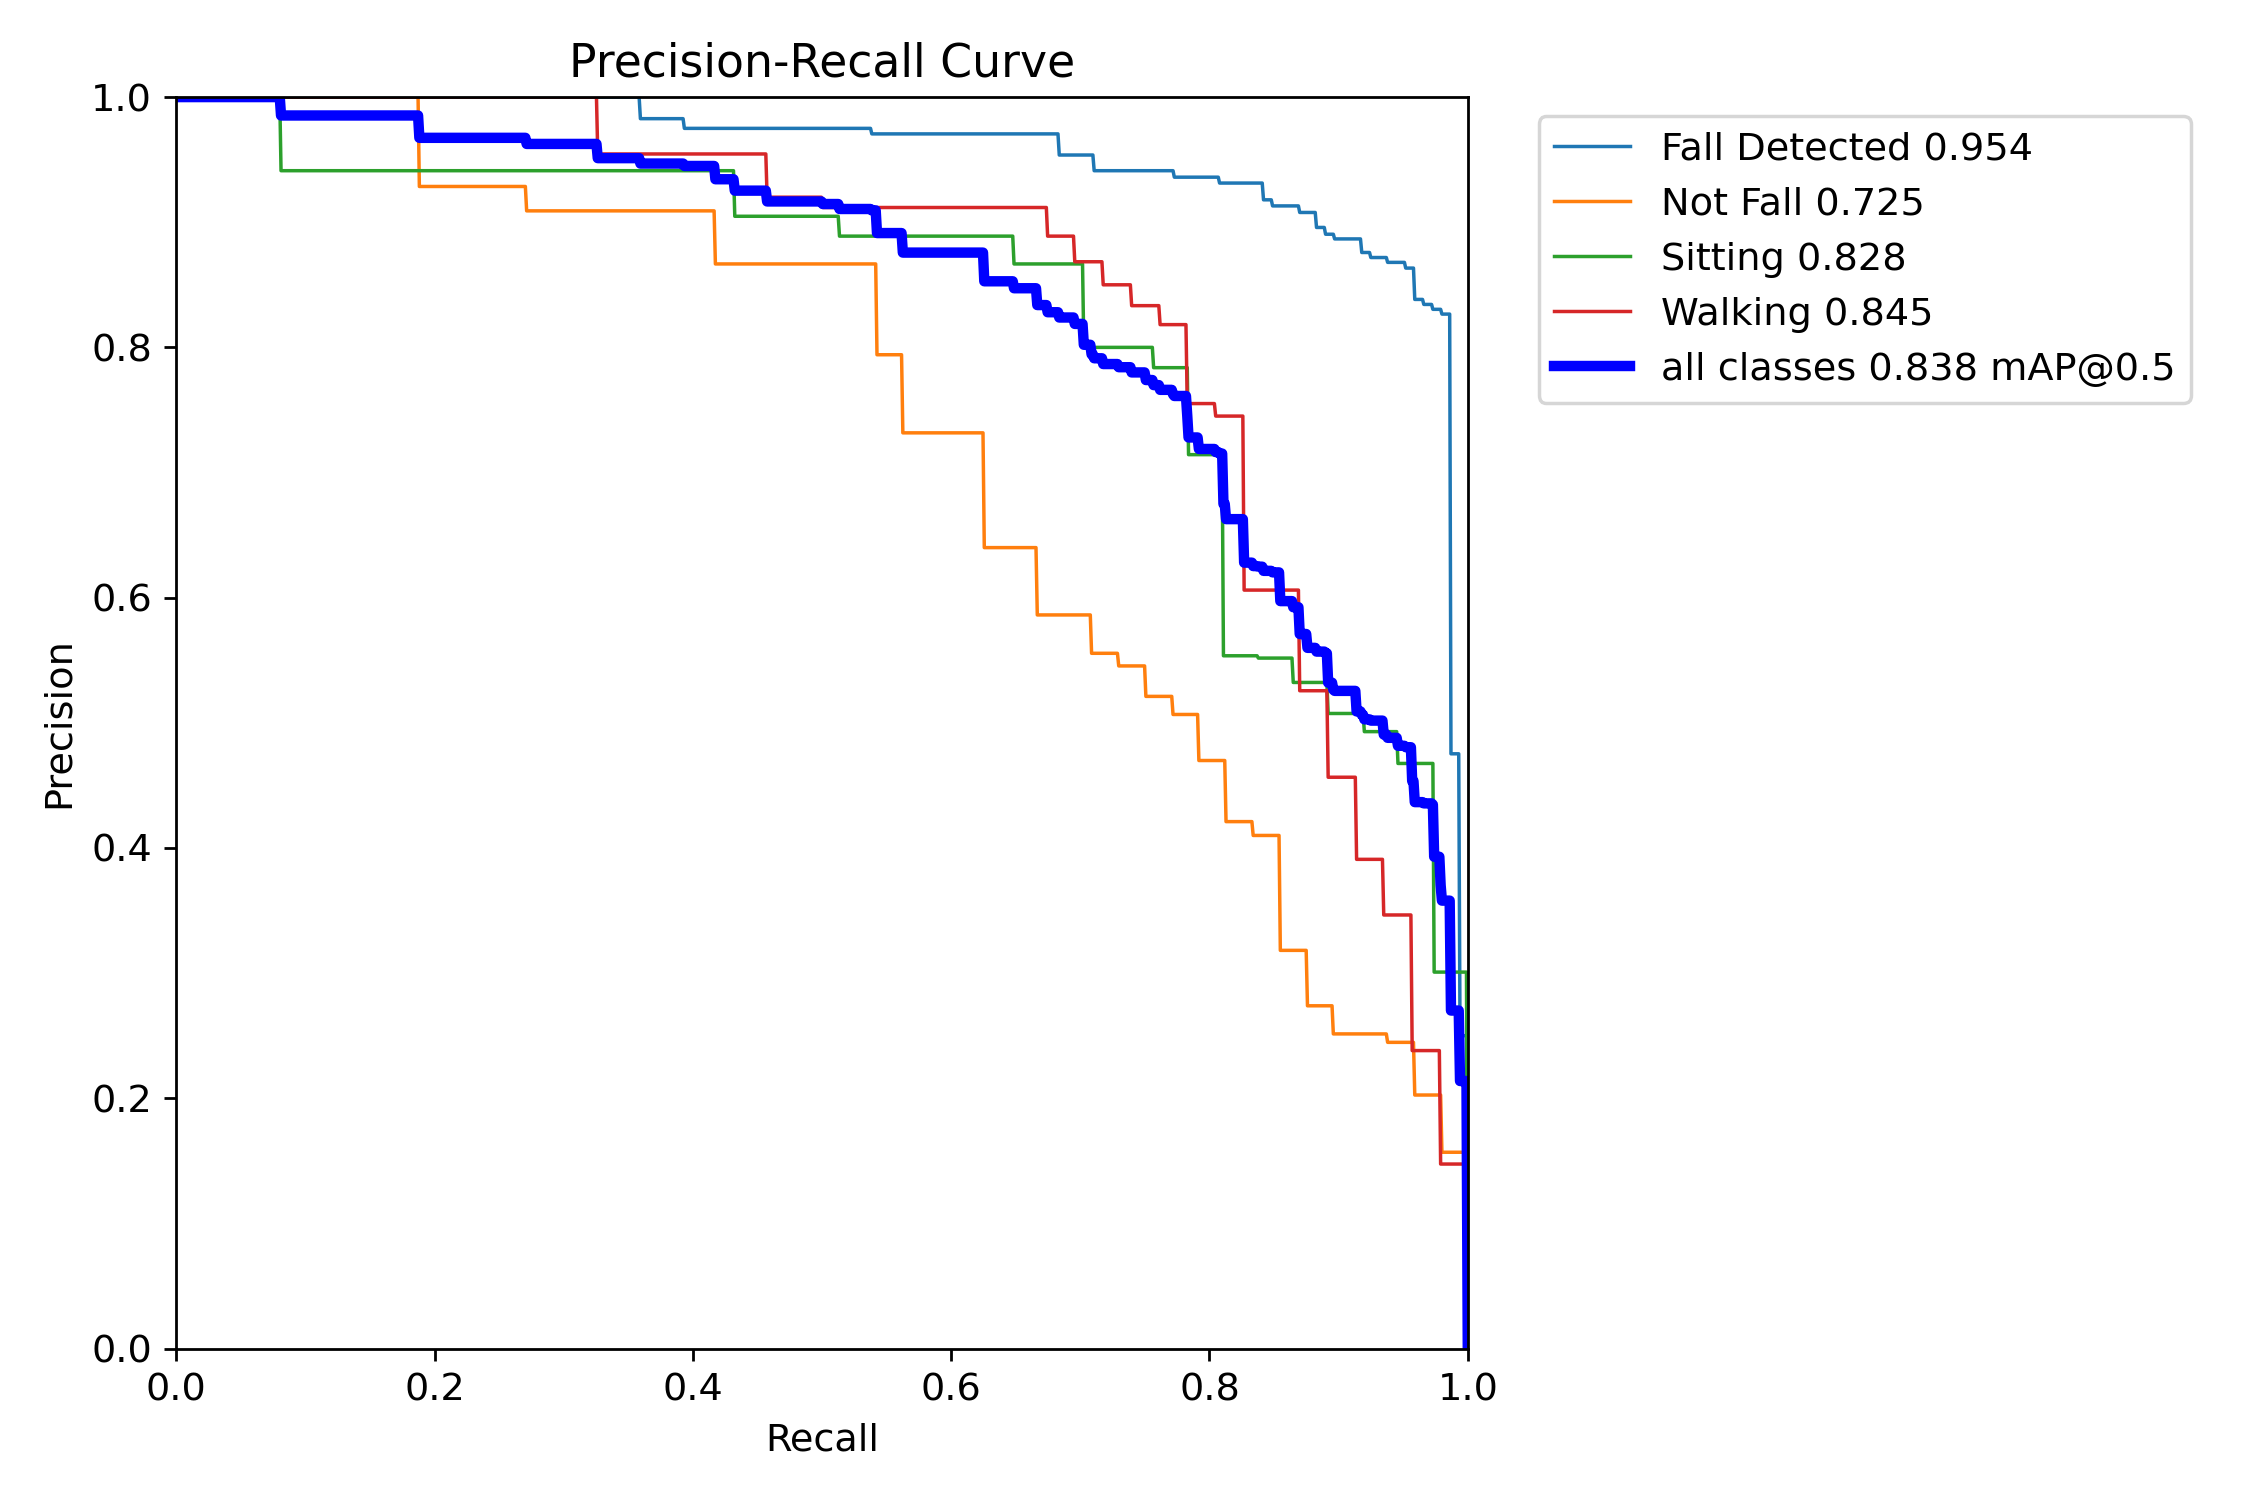 Precision-Recall Curve
1.0
0.8
0.6
0.4
0.2
0.0
Precision
0.0 0.2 0.4 0.6 0.8 1.0
Recall
Fall Detected 0.954
Not Fall 0.725
Sitting 0.828
Walking 0.845
all classes 0.838 mAP@0.5